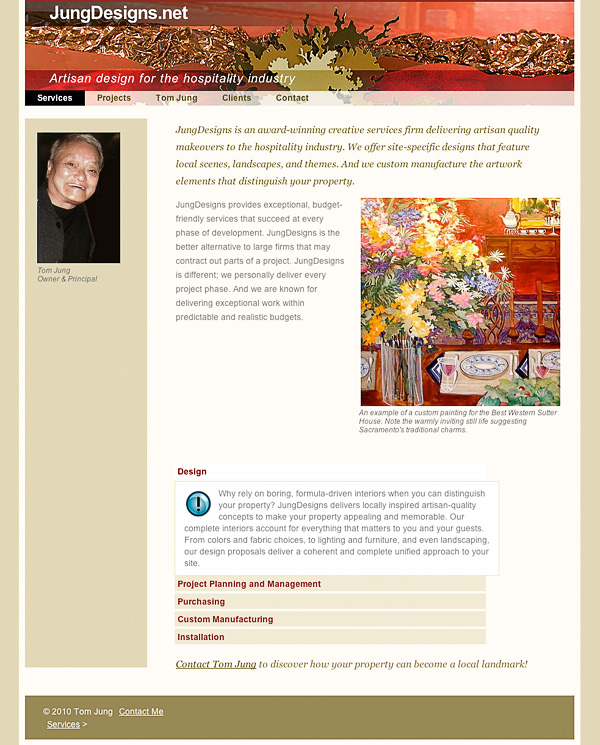 JungDesigns.net
Artisan design for the hospitality industry
Services Projects Tom Jung Clients Contact
JungDesigns is an award-winning creative services firm delivering artisan quality
makeovers to the hospitality industry. We offer site-specific designs that feature
local scenes, landscapes, and themes. And we custom manufacture the artwork
elements that distinguish your property.
Tom Jung
Owner & Principal
JungDesigns provides exceptional, budget-
friendly services that succeed at every
phase of development. JungDesigns is the
better alternative to large firms that may
contract out parts of a project. JungDesigns
is different; we personally deliver every
project phase. And we are known for
delivering exceptional work within
predictable and realistic budgets.
An example of a custom painting for the Best Western Sutter
House. Note the warmly inviting still life suggesting
Sacramento's traditional charms.
Design
Why rely on boring, formula-driven interiors when you can distinguish
your property? JungDesigns delivers locally inspired artisan-quality
concepts to make your property appealing and memorable. Our
complete interiors account for everything that matters to you and your guests.
From colors and fabric choices, to lighting and furniture, and even landscaping,
our design proposals deliver a coherent and complete unified approach to your
site.
Project Planning and Management
Purchasing
Custom Manufacturing
Installation
Contact Tom Jung to discover how your property can become a local landmark!
© 2010 Tom Jung Contact Me
Services >